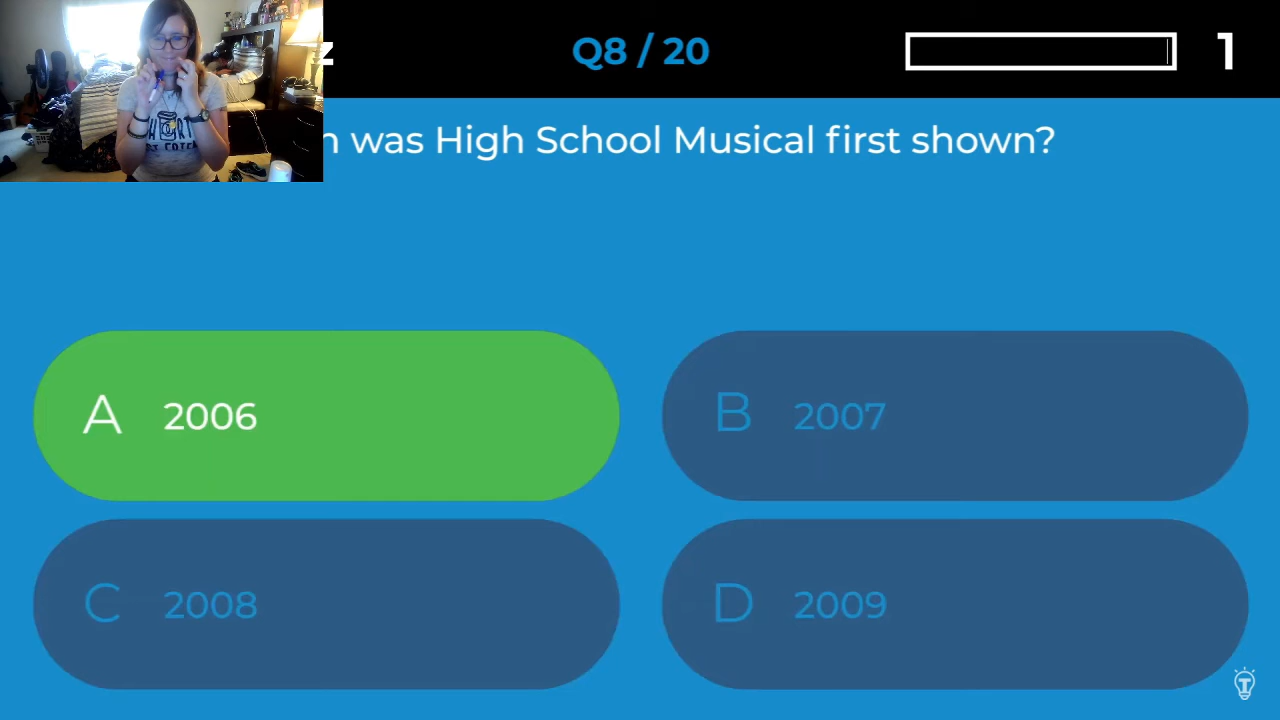 Q8 / 20
1
was High School Musical first shown?
A 2006
B 2007
C 2008
D 2009